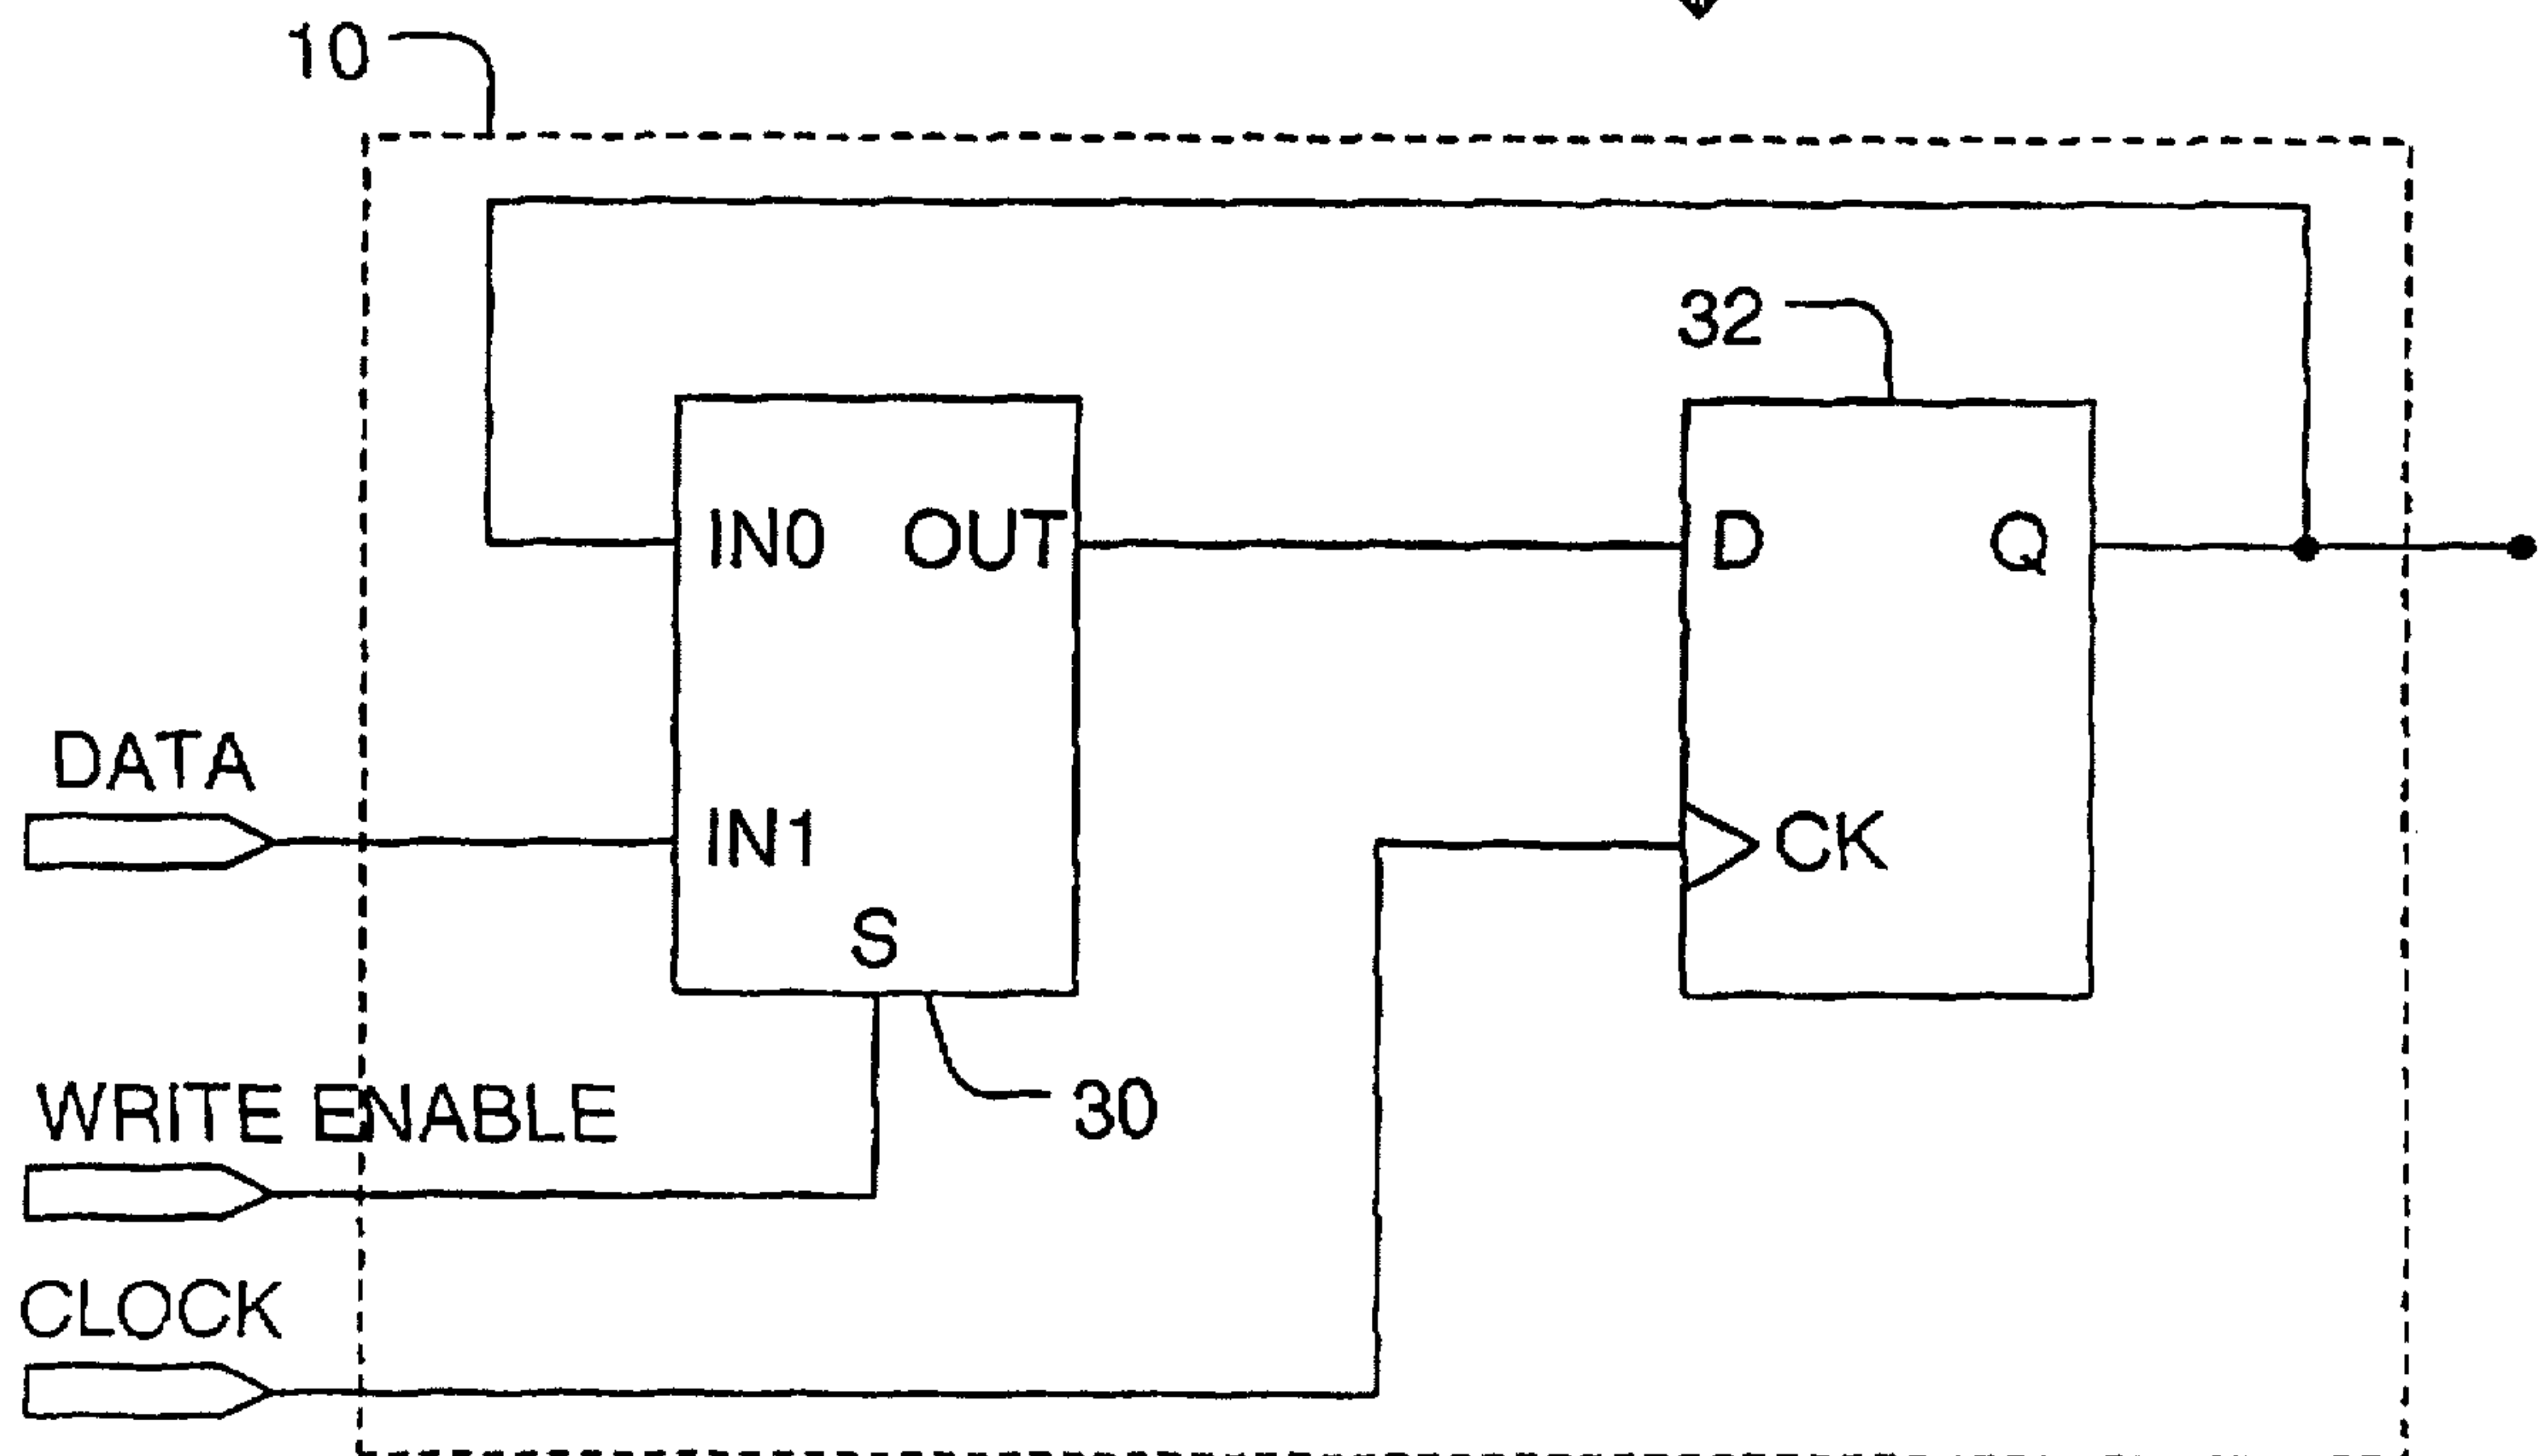 10
32
IN0 OUT
D Q
DATA
IN1
CK
S
WRITE ENABLE
30
CLOCK